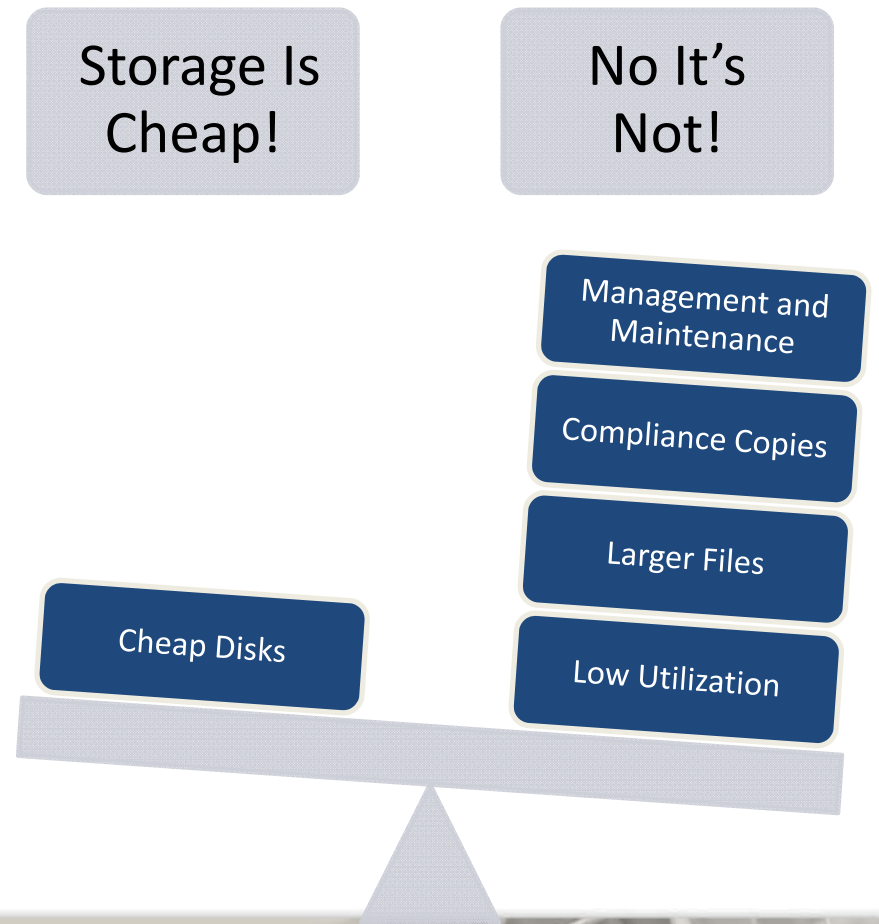 Storage Is
Cheap!
No It’s
Not!
Management and
Maintenance
Compliance Copies
Larger Files
Low Utilization
Cheap Disks